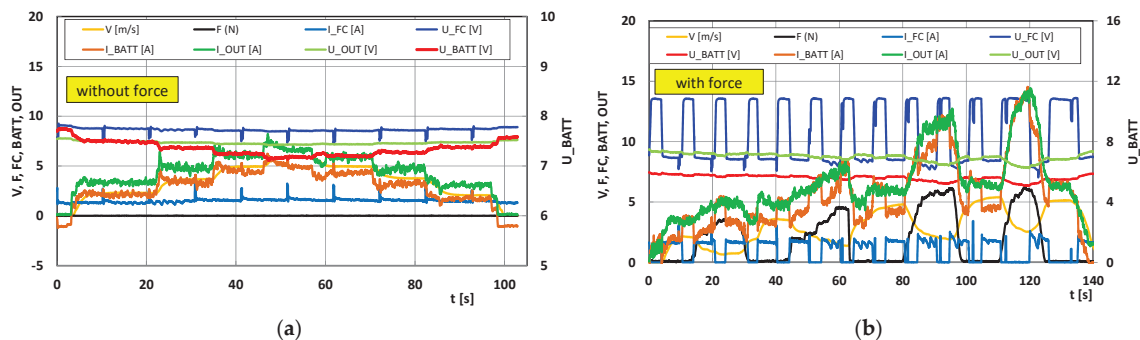 20
15
10
5
0
-5
10
9
8
7
6
5
0
20
40
60
80
100
V, F, FC, BATT, OUT
U_BATT
t [s]
V [m/s] F (N) I_FC [A] U_FC [V]
I_BATT [A] I_OUT [A] U_OUT [V] U_BATT [V]
without force
(a)
20
15
10
5
0
16
12
8
4
0
0
20
40
60
80
100
120
140
V, F, FC, BATT, OUT
U_BATT
t [s]
V [m/s] F (N) I_FC [A] U_FC [V]
U_BATT [V] I_BATT [A] I_OUT [A] U_OUT [V]
with force
(b)